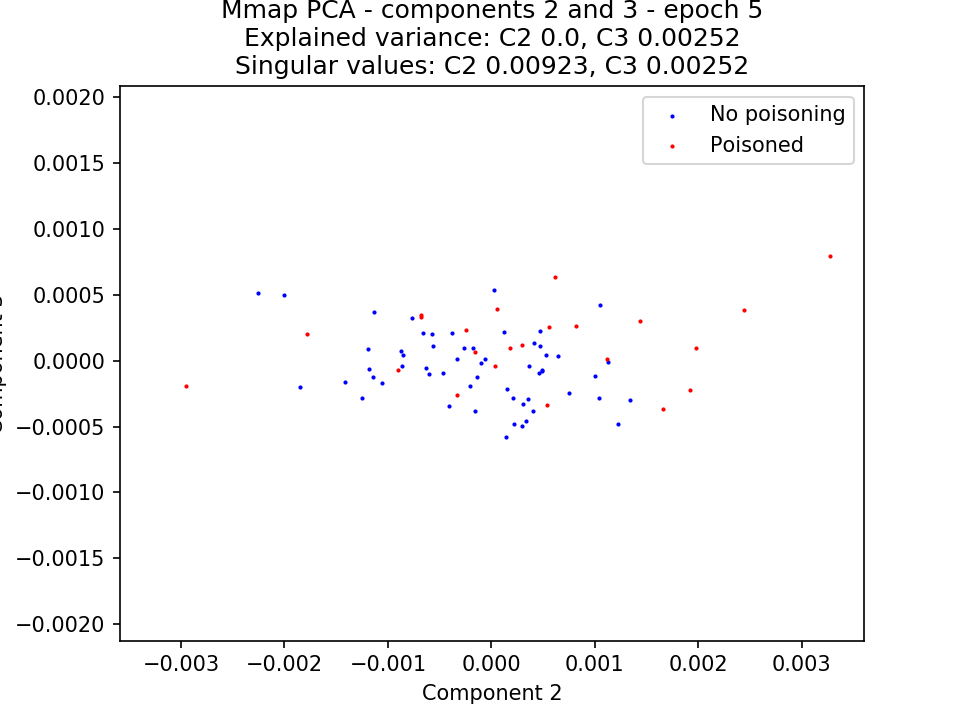 Mmap PCA - components 2 and 3 - epoch 5
Explained variance: C2 0.0, C3 0.00252
Singular values: C2 0.00923, C3 0.00252
No poisoning
Poisoned
0.0020
0.0015
0.0010
0.0005
0.0000
−0.0005
−0.0010
−0.0015
−0.0020
−0.003
−0.002
−0.001
0.000
0.001
0.002
0.003
Component 2